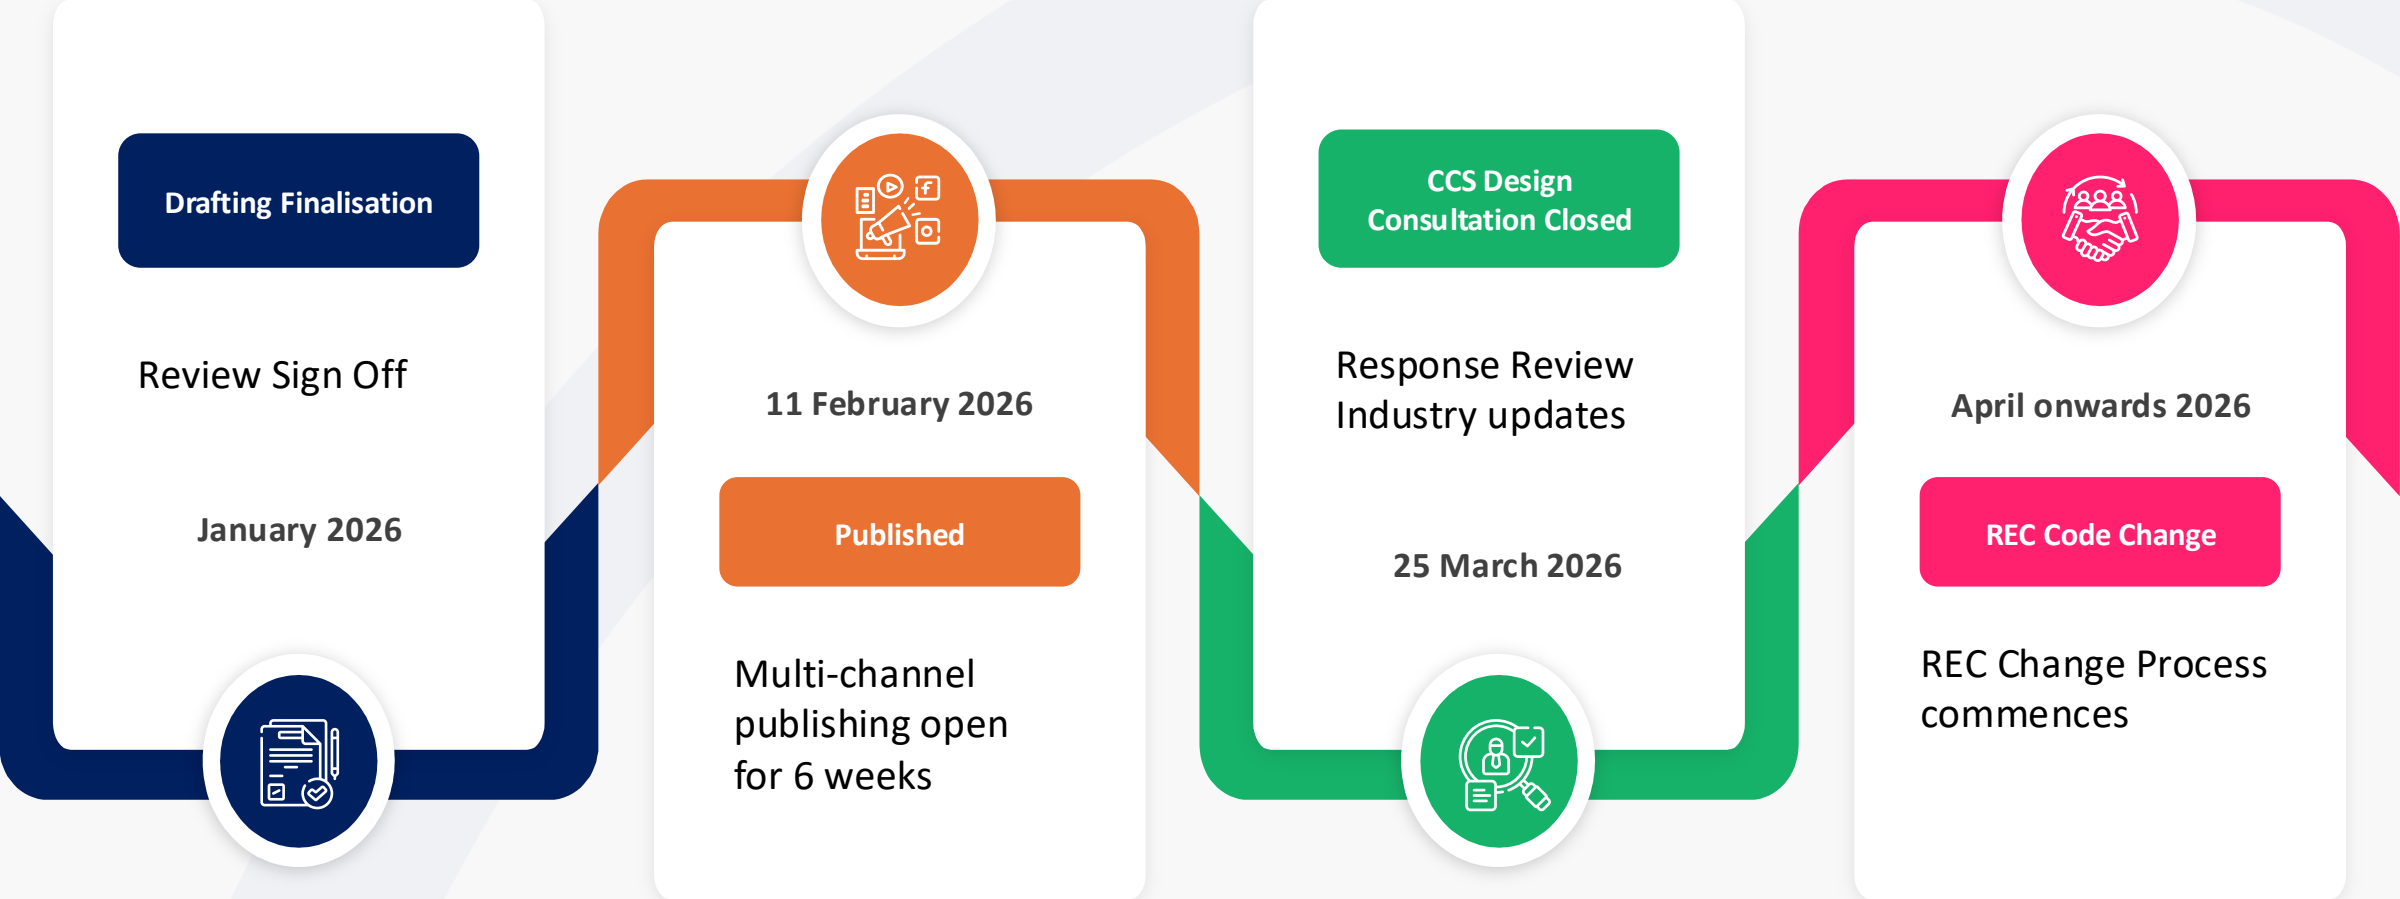 Drafting Finalisation
Review Sign Off
January 2026
11 February 2026
Published
Multi-channel
publishing open
for 6 weeks
CCS Design
Consultation Closed
Response Review
Industry updates
25 March 2026
April onwards 2026
REC Code Change
REC Change Process
commences